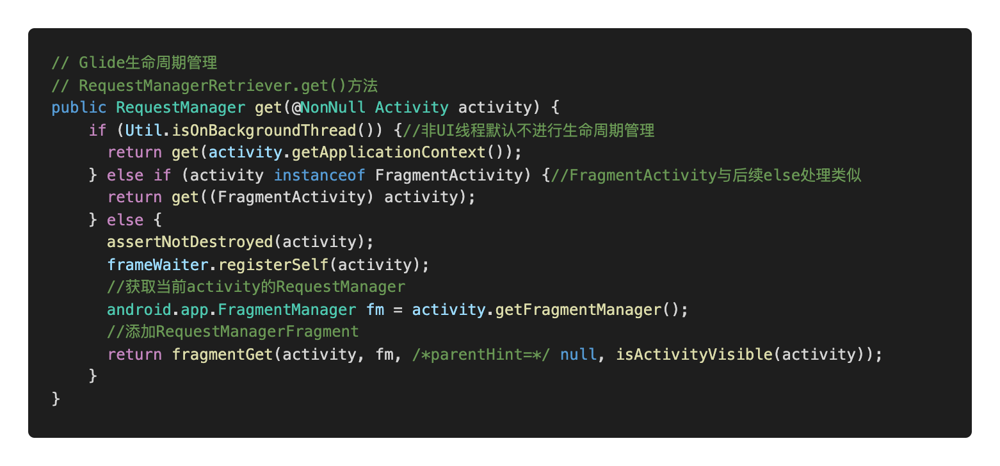 // Glide生命周期管理
// RequestManagerRetriever.get()方法
public RequestManager get(@NonNull Activity activity) {
    if (Util.isOnBackgroundThread()) {//非UI线程默认不进行生命周期管理
      return get(activity.getApplicationContext());
    } else if (activity instanceof FragmentActivity) {//FragmentActivity与后续else处理类似
      return get((FragmentActivity) activity);
    } else {
      assertNotDestroyed(activity);
      frameWaiter.registerSelf(activity);
      //获取当前activity的RequestManager
      android.app.FragmentManager fm = activity.getFragmentManager();
      //添加RequestManagerFragment
      return fragmentGet(activity, fm, /*parentHint=*/ null, isActivityVisible(activity));
    }
}